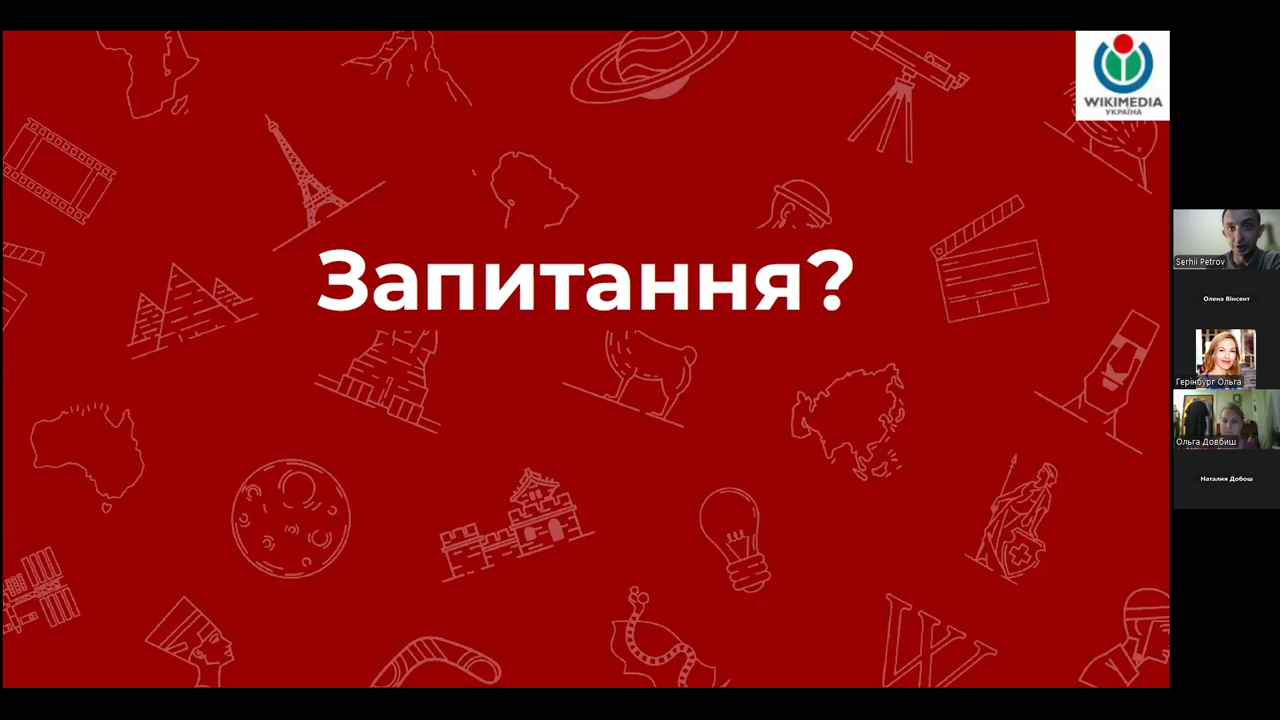 WIKIMEDIA
УКРАЇНА
Запитання?
W
Serhii Petrov
Олена Вінсент
Герінбург Ольга
Ольга Довбиш
Наталия Добош